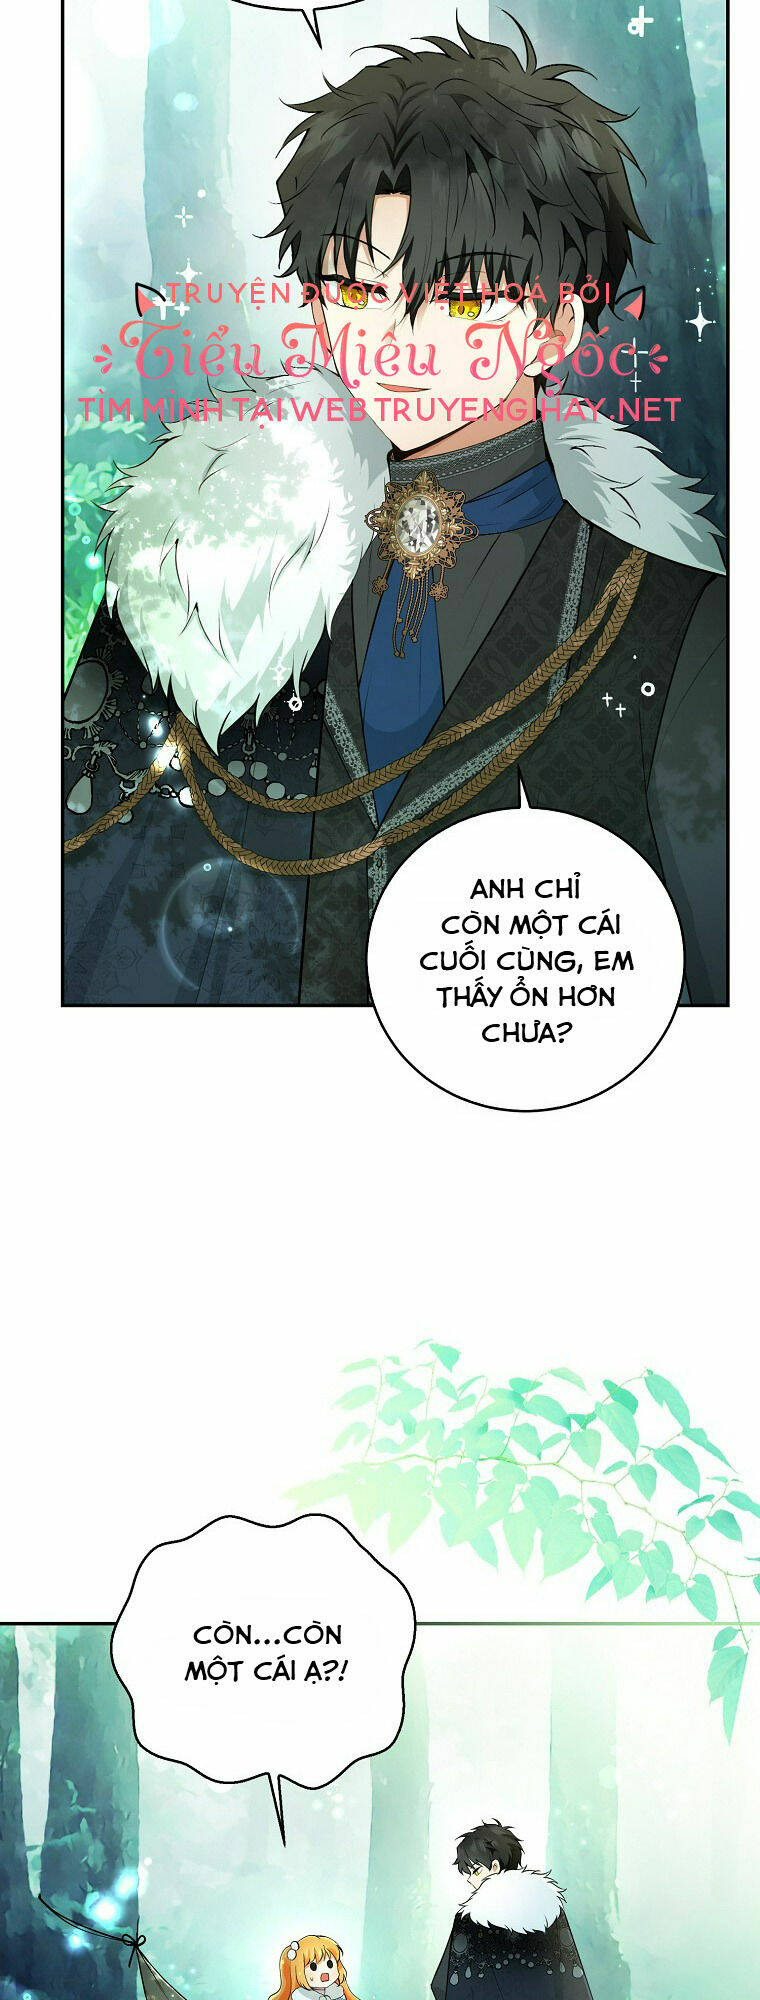 TRUYỆN ĐƯỢC VIỆT HOÁ BỞI
Tiểu Miêu Ngốc
TÌM MÌNH TẠI WEB TRUYENGIHAY.NET
ANH CHỈ
CÒN MỘT CÁI
CUỐI CÙNG, EM
THẤY ỔN HƠN
CHƯA?
CÒN...CÒN
MỘT CÁI Ạ?!